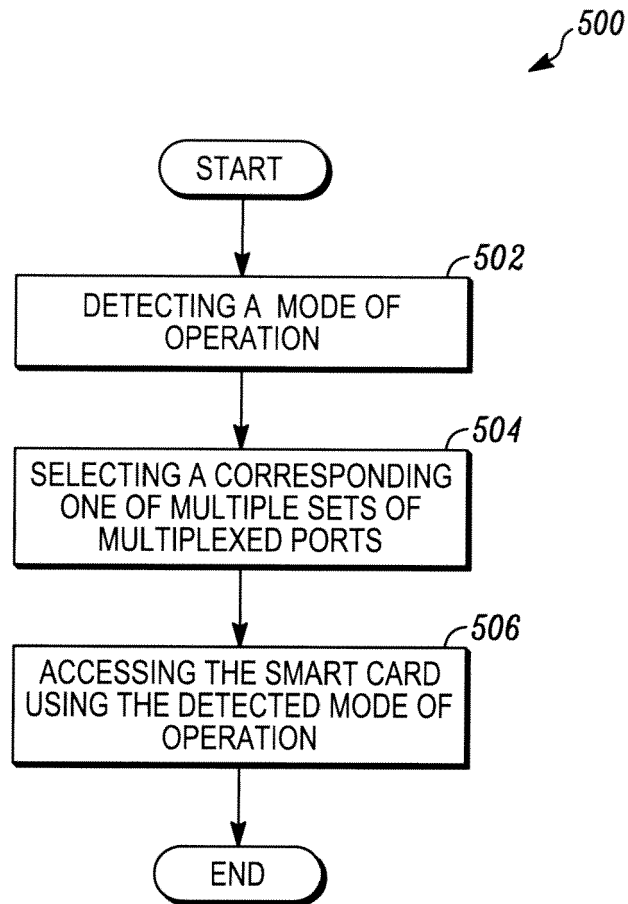 500
START
502
DETECTING A MODE OF
OPERATION
504
SELECTING A CORRESPONDING
ONE OF MULTIPLE SETS OF
MULTIPLEXED PORTS
506
ACCESSING THE SMART CARD
USING THE DETECTED MODE OF
OPERATION
END